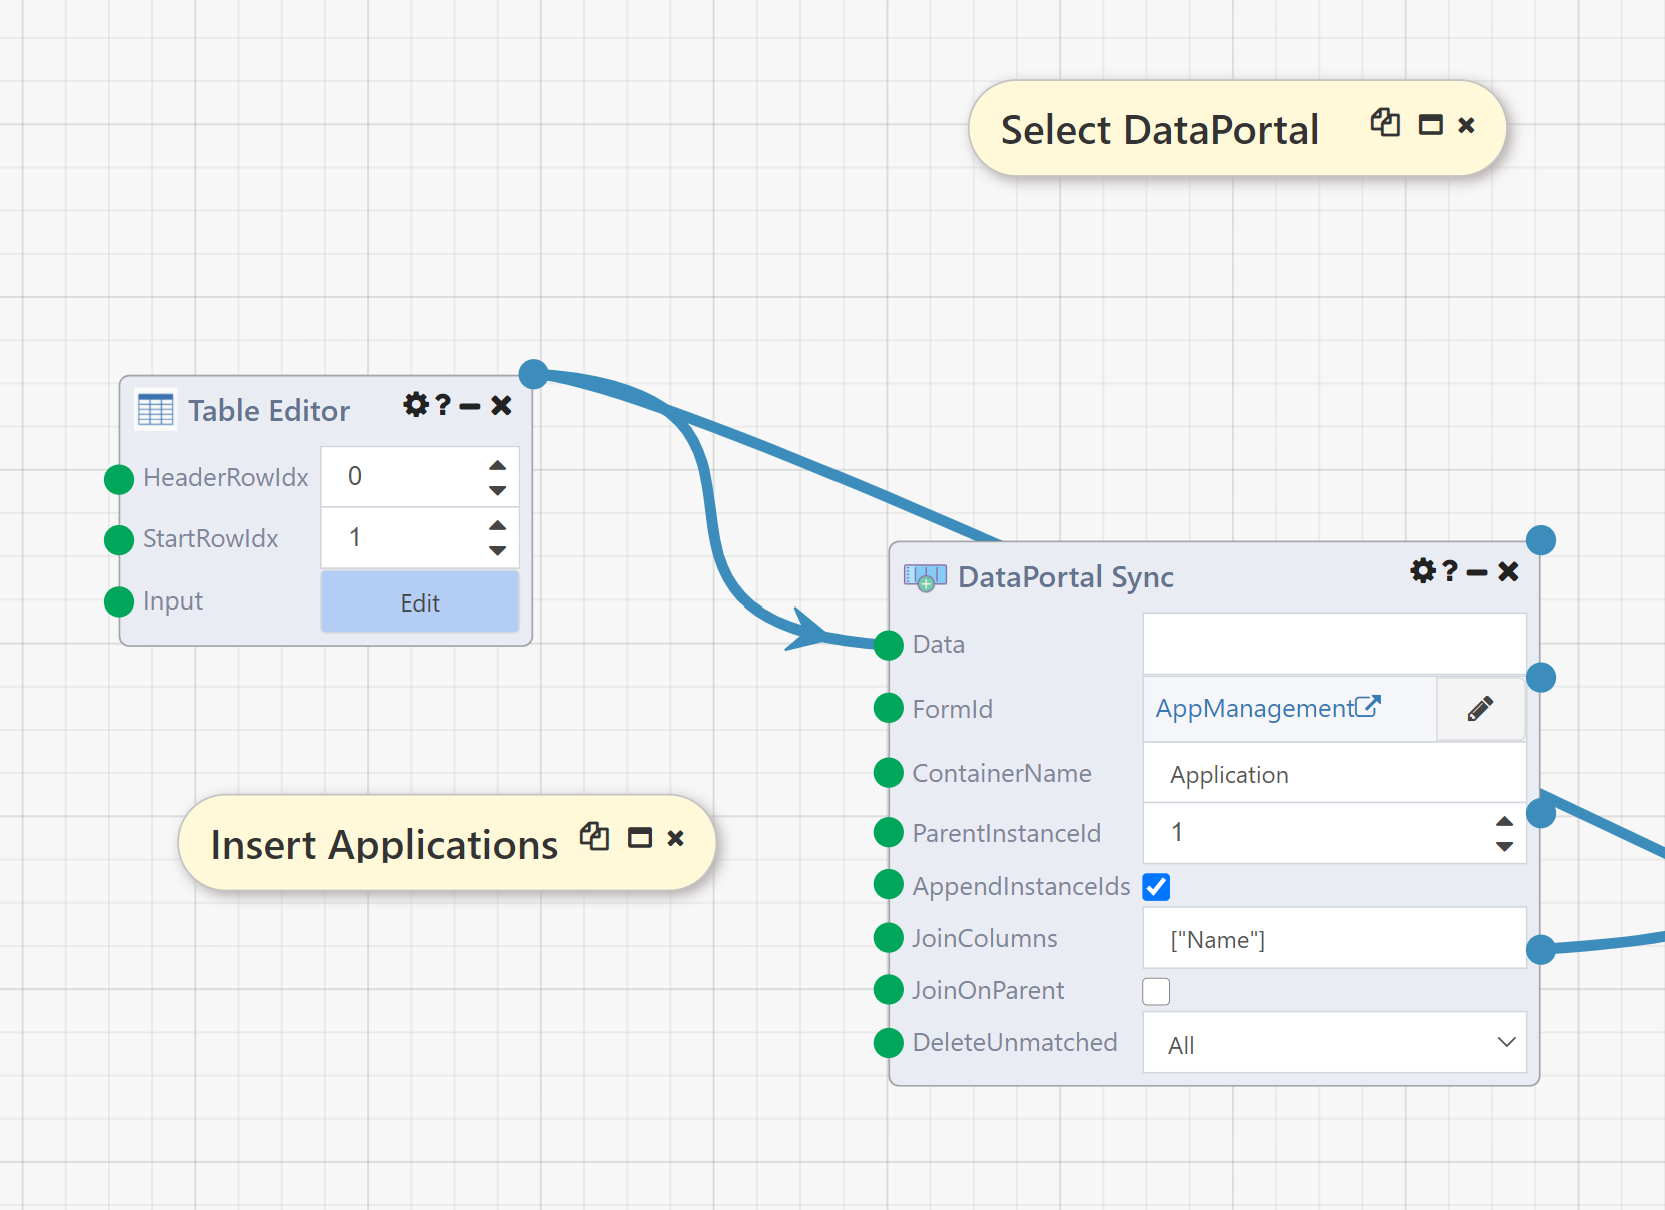 Select DataPortal
Table Editor
?
HeaderRowIdx 0
StartRowIdx 1
Input Edit
DataPortal Sync
?
Data
FormId AppManagement
ContainerName Application
ParentInstanceId 1
AppendInstanceIds
JoinColumns ["Name"]
JoinOnParent
DeleteUnmatched All
Insert Applications